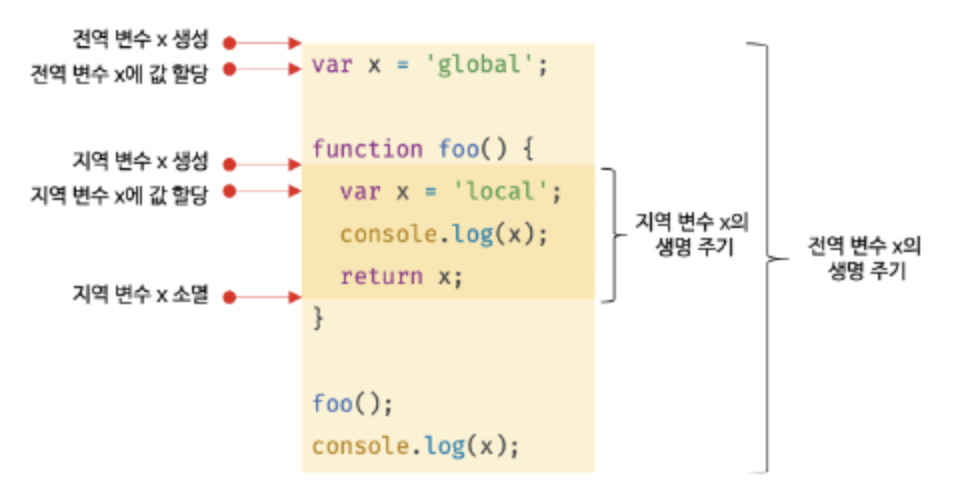 전역 변수 x 생성
전역 변수 x에 값 할당
var x = 'global';
function foo() {
지역 변수 x 생성
지역 변수 x에 값 할당
var x = 'local';
console.log(x);
return x;
지역 변수 x의
생명 주기
전역 변수 x의
생명 주기
지역 변수 x 소멸
}
foo();
console.log(x);